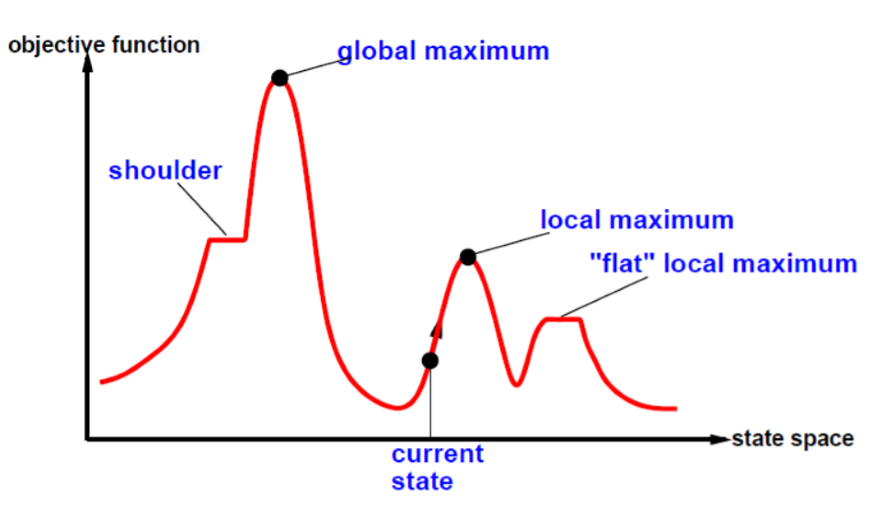 objective function
global maximum
shoulder
local maximum
"flat" local maximum
state space
current
state